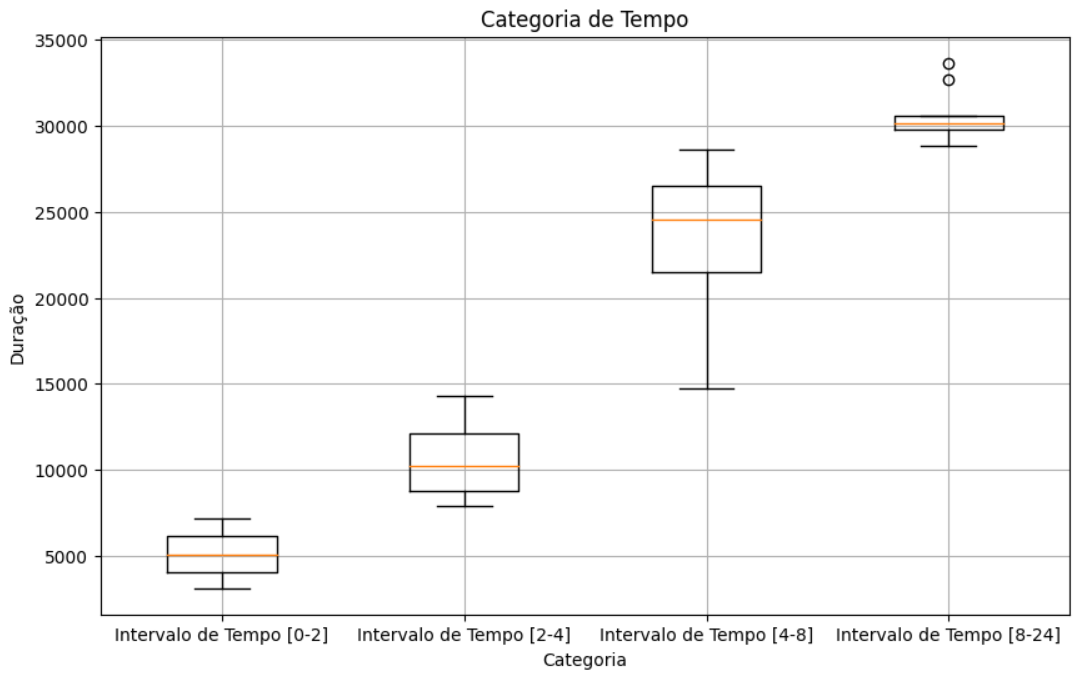 Categoria de Tempo
35000
30000
25000
20000
15000
10000
5000
Duração
Intervalo de Tempo [0-2] Intervalo de Tempo [2-4] Intervalo de Tempo [4-8] Intervalo de Tempo [8-24]
Categoria